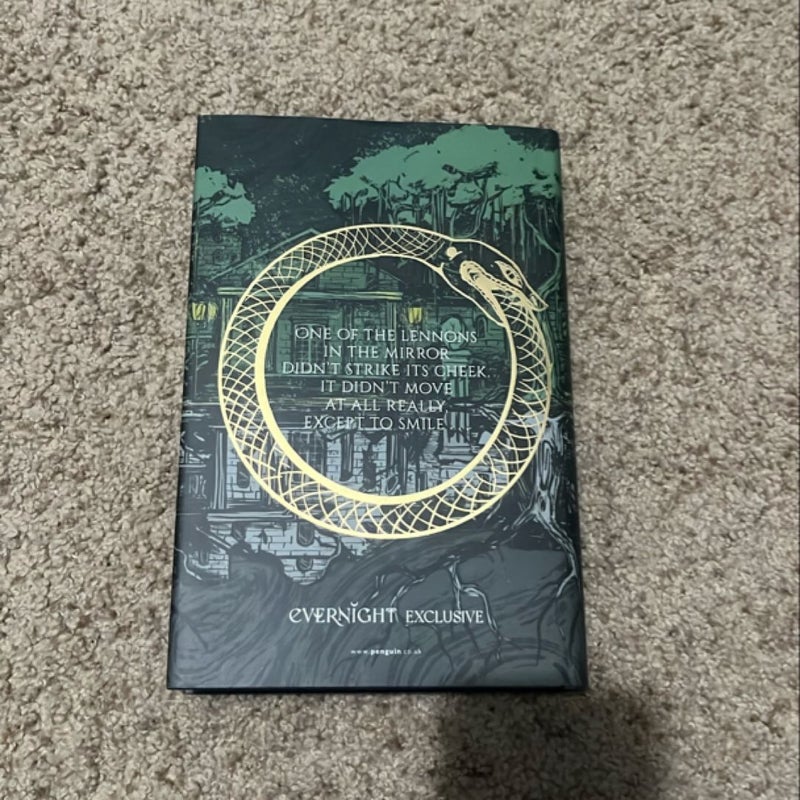 ONE OF THE LENNONS
IN THE MIRROR
DIDN'T STRIKE ITS CHEEK.
IT DIDN'T MOVE
AT ALL REALLY,
EXCEPT TO SMILE...
EVERNIGHT EXCLUSIVE
www.penguin.co.uk